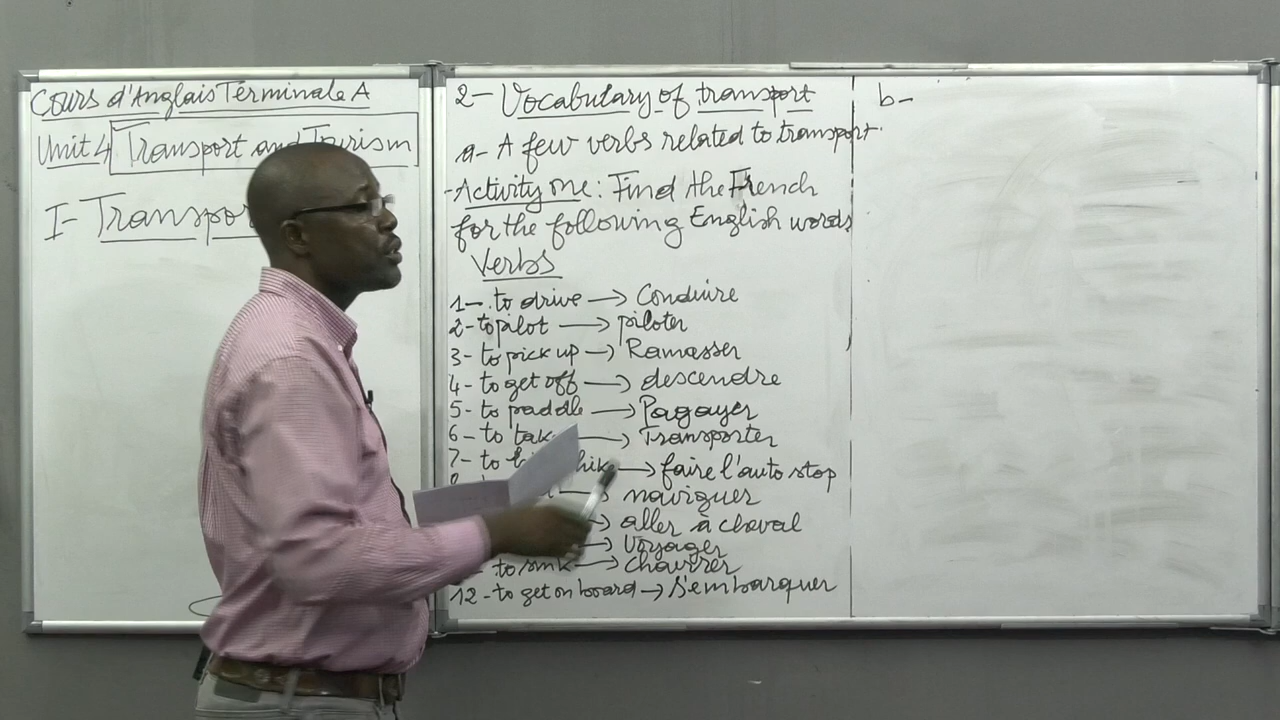 Cours d'Anglais Terminale A
Unit 4 Transport and Tourism
I- Transpor
2- Vocabulary of transport
a- A few verbs related to transport.
-Activity one: Find the French
for the following English words
Verbs
1- to drive → Conduire
2- to pilot → piloter
3- to pick up → Ramasser
4- to get off → descendre
5- to paddle → Pagayer
6- to tak → Transporter
7- to hike → faire l'auto stop
→ naviguer
→ aller à cheval
→ Voyager
to sink → Chavirer
12- to get on board → S'embarquer
b-